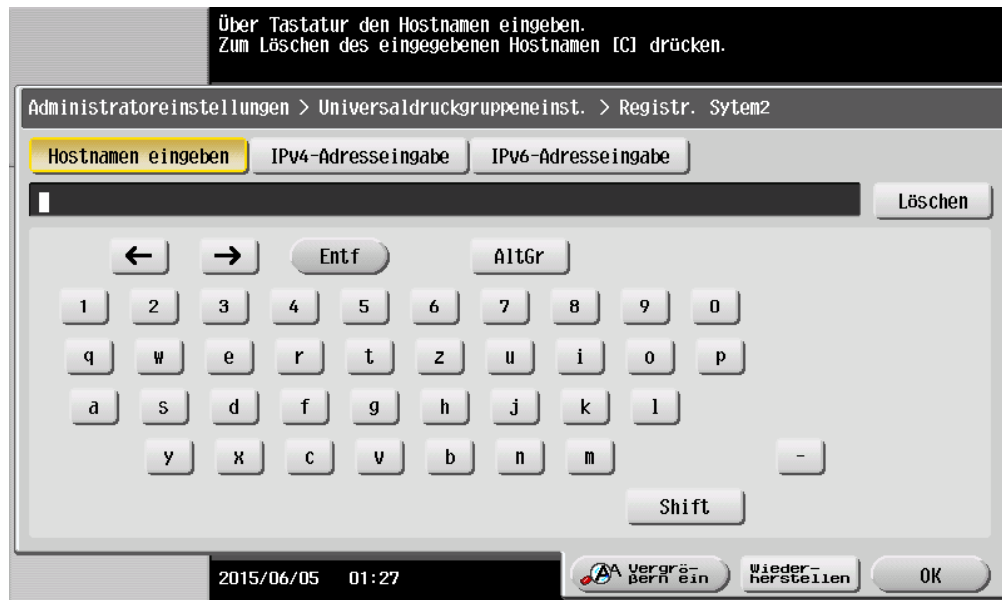 Über Tastatur den Hostnamen eingeben.
Zum Löschen des eingegebenen Hostnamen [C] drücken.
Administratoreinstellungen > Universaldruckgruppeneinst. > Registr. Sytem2
Hostnamen eingeben IPv4-Adresseingabe IPv6-Adresseingabe
Löschen
← → Entf AltGr
1 2 3 4 5 6 7 8 9 0
q w e r t z u i o p
a s d f g h j k l
y x c v b n m -
Shift
2015/06/05 01:27
Vergrö-
ßern ein
Wieder-
herstellen
OK